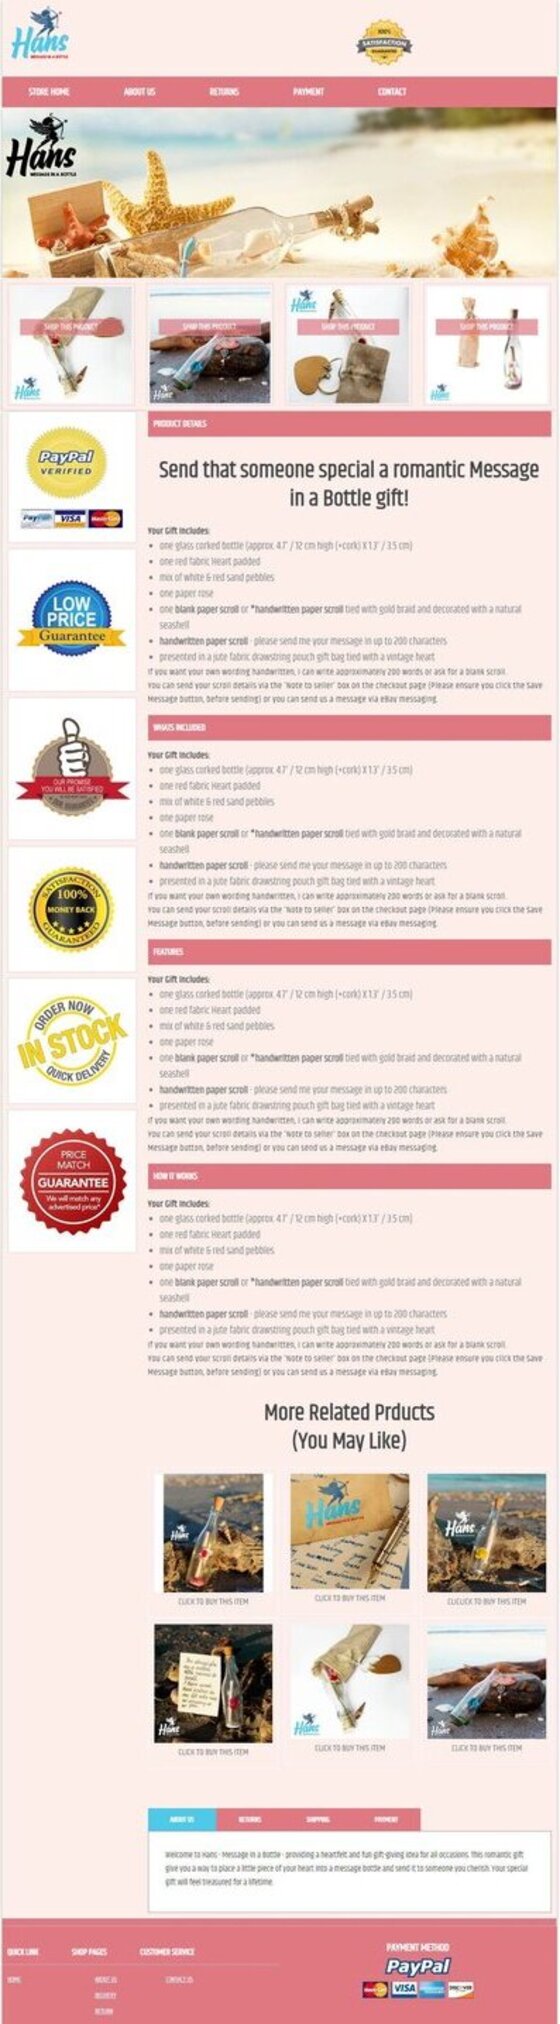 Hans
MESSAGE IN A BOTTLE
100%
SATISFACTION
GUARANTEE
STORE HOME ABOUT US RETURNS PAYMENT CONTACT
Hans
MESSAGE IN A BOTTLE
SHOP THIS PRODUCT SHOP THIS PRODUCT SHOP THIS PRODUCT SHOP THIS PRODUCT
Hans Hans Hans Hans
PayPal
VERIFIED
PayPal VISA MasterCard
LOW
PRICE
Guarantee
OUR PROMISE
YOU WILL BE SATISFIED
SATISFACTION
100%
MONEY BACK
GUARANTEED
ORDER NOW
IN STOCK
QUICK DELIVERY
PRICE
MATCH
GUARANTEE
We will match any
advertised price*
PRODUCT DETAILS
Send that someone special a romantic Message
in a Bottle gift!
Your Gift Includes:
one glass corked bottle (approx. 4.7" / 12 cm high (+cork) X 1.3" / 3.5 cm)
one red fabric Heart padded
mix of white & red sand pebbles
one paper rose
one blank paper scroll or *handwritten paper scroll tied with gold braid and decorated with a natural
seashell
handwritten paper scroll - please send me your message in up to 200 characters
presented in a jute fabric drawstring pouch gift bag tied with a vintage heart
If you want your own wording handwritten, I can write approximately 200 words or ask for a blank scroll.
You can send your scroll details via the 'Note to seller' box on the checkout page (Please ensure you click the Save
Message button, before sending) or you can send us a message via eBay messaging.
WHATS INCLUDED
Your Gift Includes:
one glass corked bottle (approx. 4.7" / 12 cm high (+cork) X 1.3" / 3.5 cm)
one red fabric Heart padded
mix of white & red sand pebbles
one paper rose
one blank paper scroll or *handwritten paper scroll tied with gold braid and decorated with a natural
seashell
handwritten paper scroll - please send me your message in up to 200 characters
presented in a jute fabric drawstring pouch gift bag tied with a vintage heart
If you want your own wording handwritten, I can write approximately 200 words or ask for a blank scroll.
You can send your scroll details via the 'Note to seller' box on the checkout page (Please ensure you click the Save
Message button, before sending) or you can send us a message via eBay messaging.
FEATURES
Your Gift Includes:
one glass corked bottle (approx. 4.7" / 12 cm high (+cork) X 1.3" / 3.5 cm)
one red fabric Heart padded
mix of white & red sand pebbles
one paper rose
one blank paper scroll or *handwritten paper scroll tied with gold braid and decorated with a natural
seashell
handwritten paper scroll - please send me your message in up to 200 characters
presented in a jute fabric drawstring pouch gift bag tied with a vintage heart
If you want your own wording handwritten, I can write approximately 200 words or ask for a blank scroll.
You can send your scroll details via the 'Note to seller' box on the checkout page (Please ensure you click the Save
Message button, before sending) or you can send us a message via eBay messaging.
HOW IT WORKS
Your Gift Includes:
one glass corked bottle (approx. 4.7" / 12 cm high (+cork) X 1.3" / 3.5 cm)
one red fabric Heart padded
mix of white & red sand pebbles
one paper rose
one blank paper scroll or *handwritten paper scroll tied with gold braid and decorated with a natural
seashell
handwritten paper scroll - please send me your message in up to 200 characters
presented in a jute fabric drawstring pouch gift bag tied with a vintage heart
If you want your own wording handwritten, I can write approximately 200 words or ask for a blank scroll.
You can send your scroll details via the 'Note to seller' box on the checkout page (Please ensure you click the Save
Message button, before sending) or you can send us a message via eBay messaging.
More Related Prducts
(You May Like)
Hans Hans Hans
CLICK TO BUY THIS ITEM CLICK TO BUY THIS ITEM CLICLICK TO BUY THIS ITEM
Hans Hans Hans
CLICK TO BUY THIS ITEM CLICK TO BUY THIS ITEM CLICK TO BUY THIS ITEM
ABOUT US RETURNS SHIPPING PAYMENT
Welcome to Hans - Message in a Bottle - providing a heartfelt and fun gift-giving idea for all occasions. This romantic gift
give you a way to place a little piece of your heart into a message bottle and send it to someone you cherish. Your special
gift will feel treasured for a lifetime.
QUICK LINK SHOP PAGES CUSTOMER SERVICE PAYMENT METHOD
HOME ABOUT US CONTACT US PayPal
DELIVERY MasterCard VISA DISCOVER
RETURN